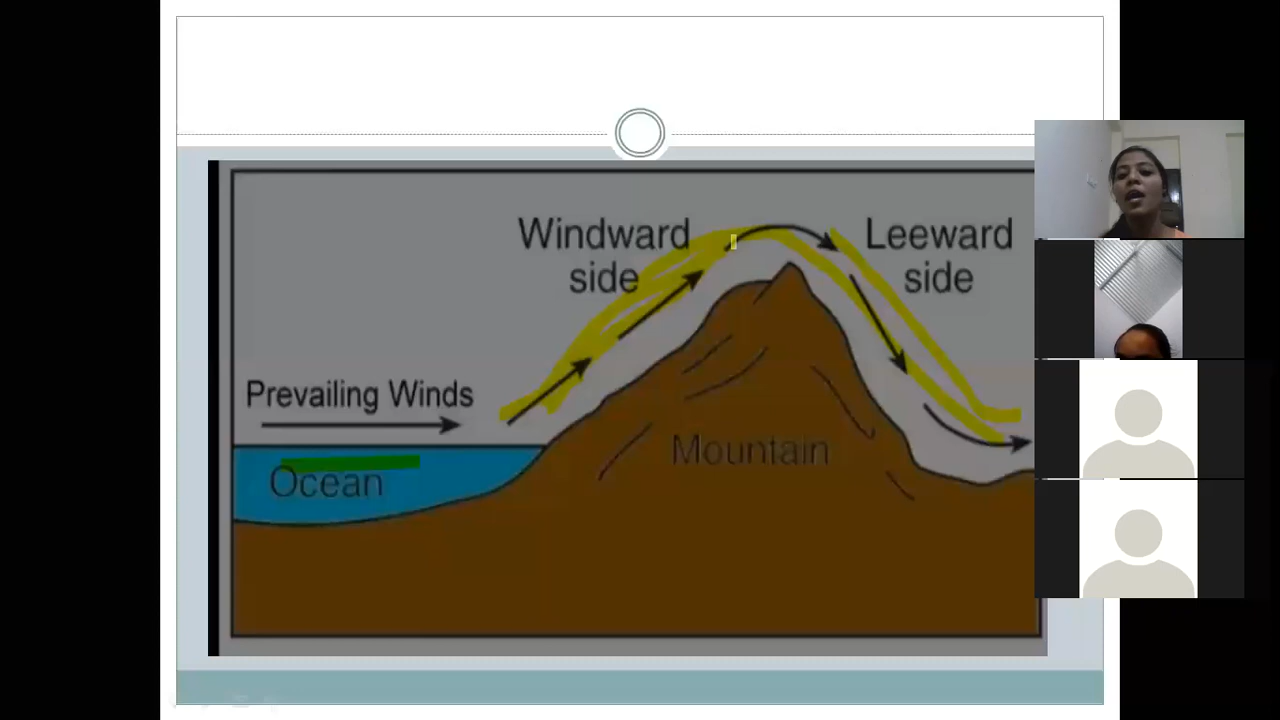 Windward
side
Leeward
side
Prevailing Winds
Ocean
Mountain